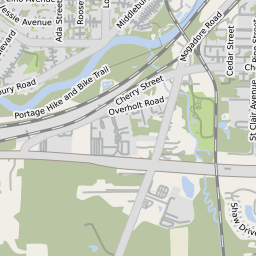 Jessie Avenue
Ada Street
Middlebury
Mogadore Road
Cedar Street
bury Road
Portage Hike and Bike Trail
Cherry Street
Overholt Road
St Clair Avenue
Shaw Drive